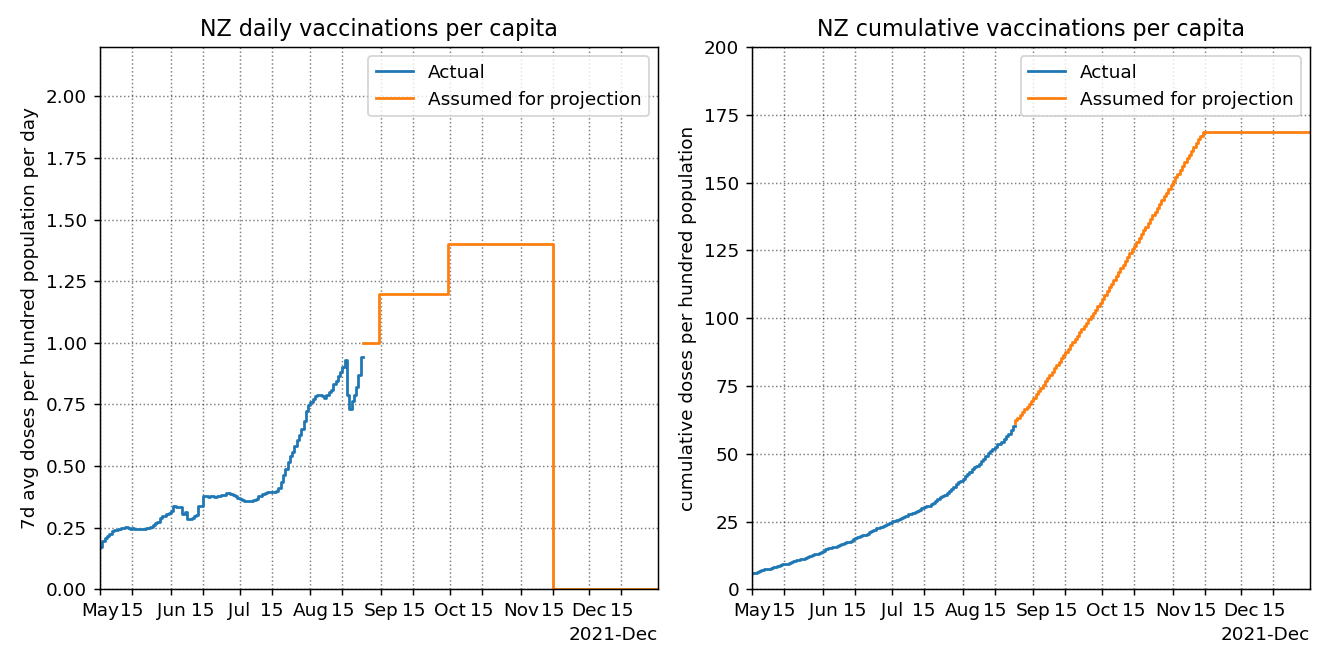 NZ daily vaccinations per capita
Actual
Assumed for projection
7d avg doses per hundred population per day
2.00
1.75
1.50
1.25
1.00
0.75
0.50
0.25
0.00
May 15 Jun 15 Jul 15 Aug 15 Sep 15 Oct 15 Nov 15 Dec 15
2021-Dec
NZ cumulative vaccinations per capita
Actual
Assumed for projection
cumulative doses per hundred population
200
175
150
125
100
75
50
25
0
May 15 Jun 15 Jul 15 Aug 15 Sep 15 Oct 15 Nov 15 Dec 15
2021-Dec